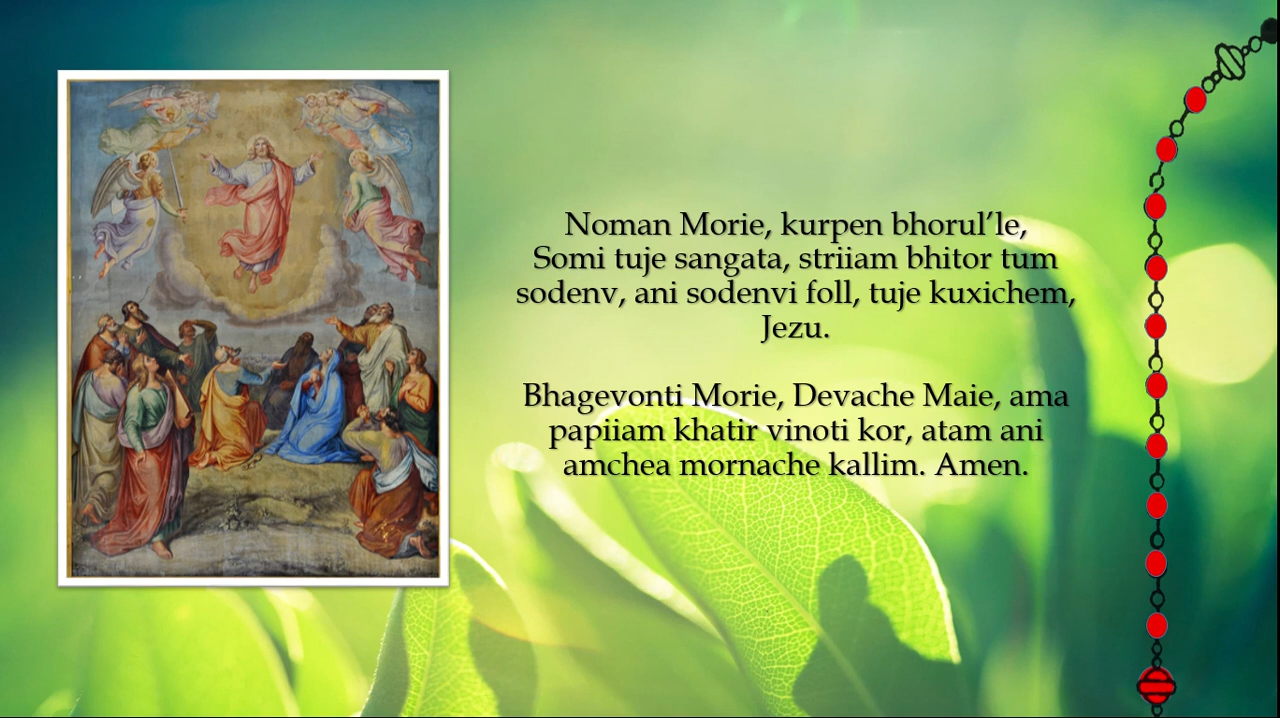 Noman Morie, kurpen bhorul’le,
Somi tuje sangata, striiam bhitor tum
sodenv, ani sodenvi foll, tuje kuxichem,
Jezu.
Bhagevonti Morie, Devache Maie, ama
papiiam khatir vinoti kor, atam ani
amchea mornache kallim. Amen.